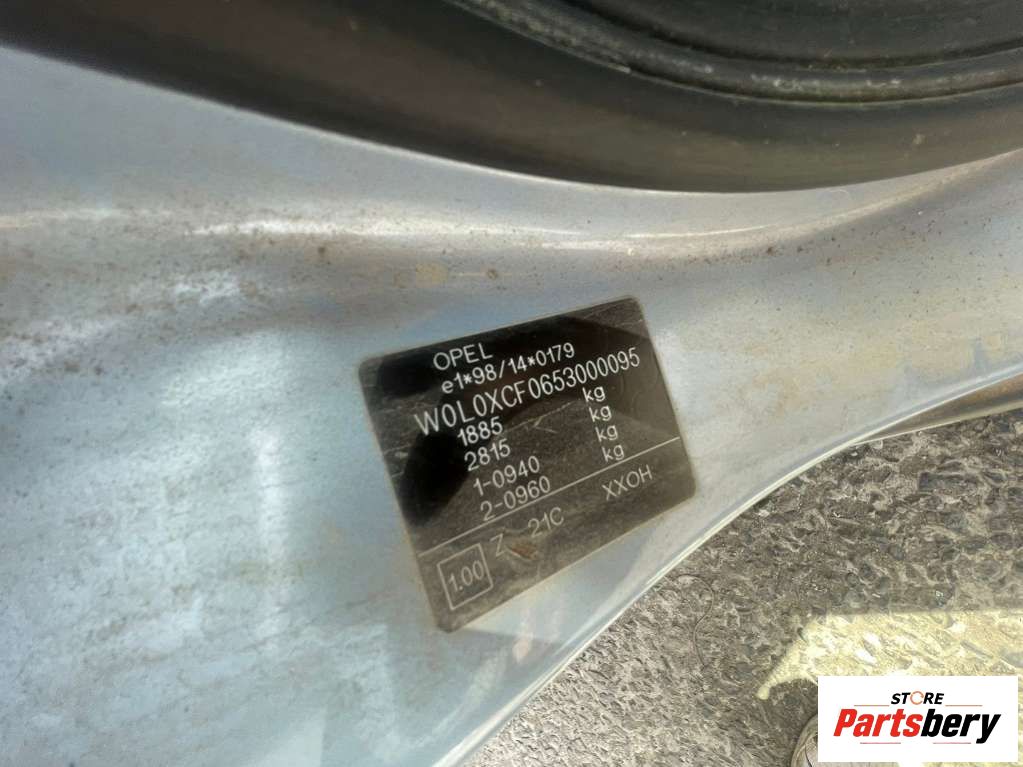 OPEL
e1*98/14*0179
W0L0XCF0653000095
1885 kg
2815 kg
1-0940 kg
2-0960 kg
1.00 Z 21C XXOH
STORE
Partsbery